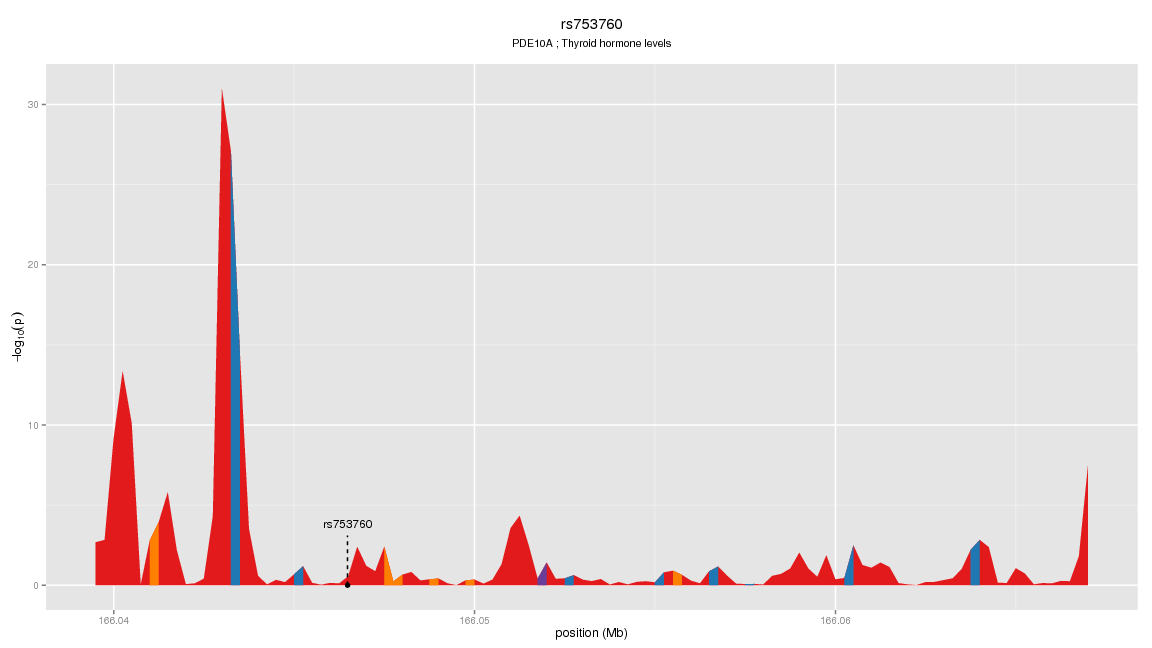 rs753760
PDE10A ; Thyroid hormone levels
30
20
10
0
−log10(p)
rs753760
166.04
166.05
166.06
position (Mb)